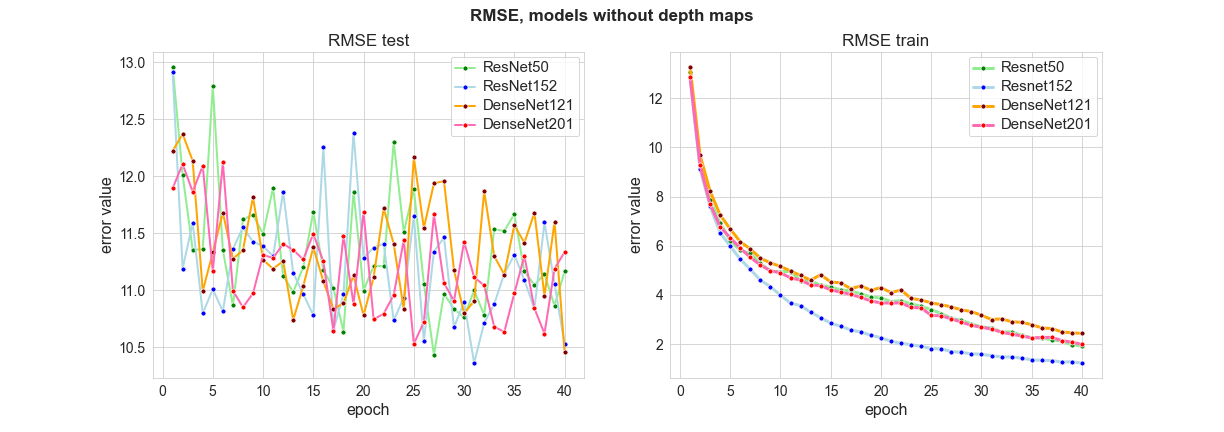 RMSE, models without depth maps
RMSE test
error value
13.0
12.5
12.0
11.5
11.0
10.5
0 5 10 15 20 25 30 35 40
epoch
ResNet50
ResNet152
DenseNet121
DenseNet201
RMSE train
error value
12
10
8
6
4
2
0 5 10 15 20 25 30 35 40
epoch
Resnet50
Resnet152
DenseNet121
DenseNet201